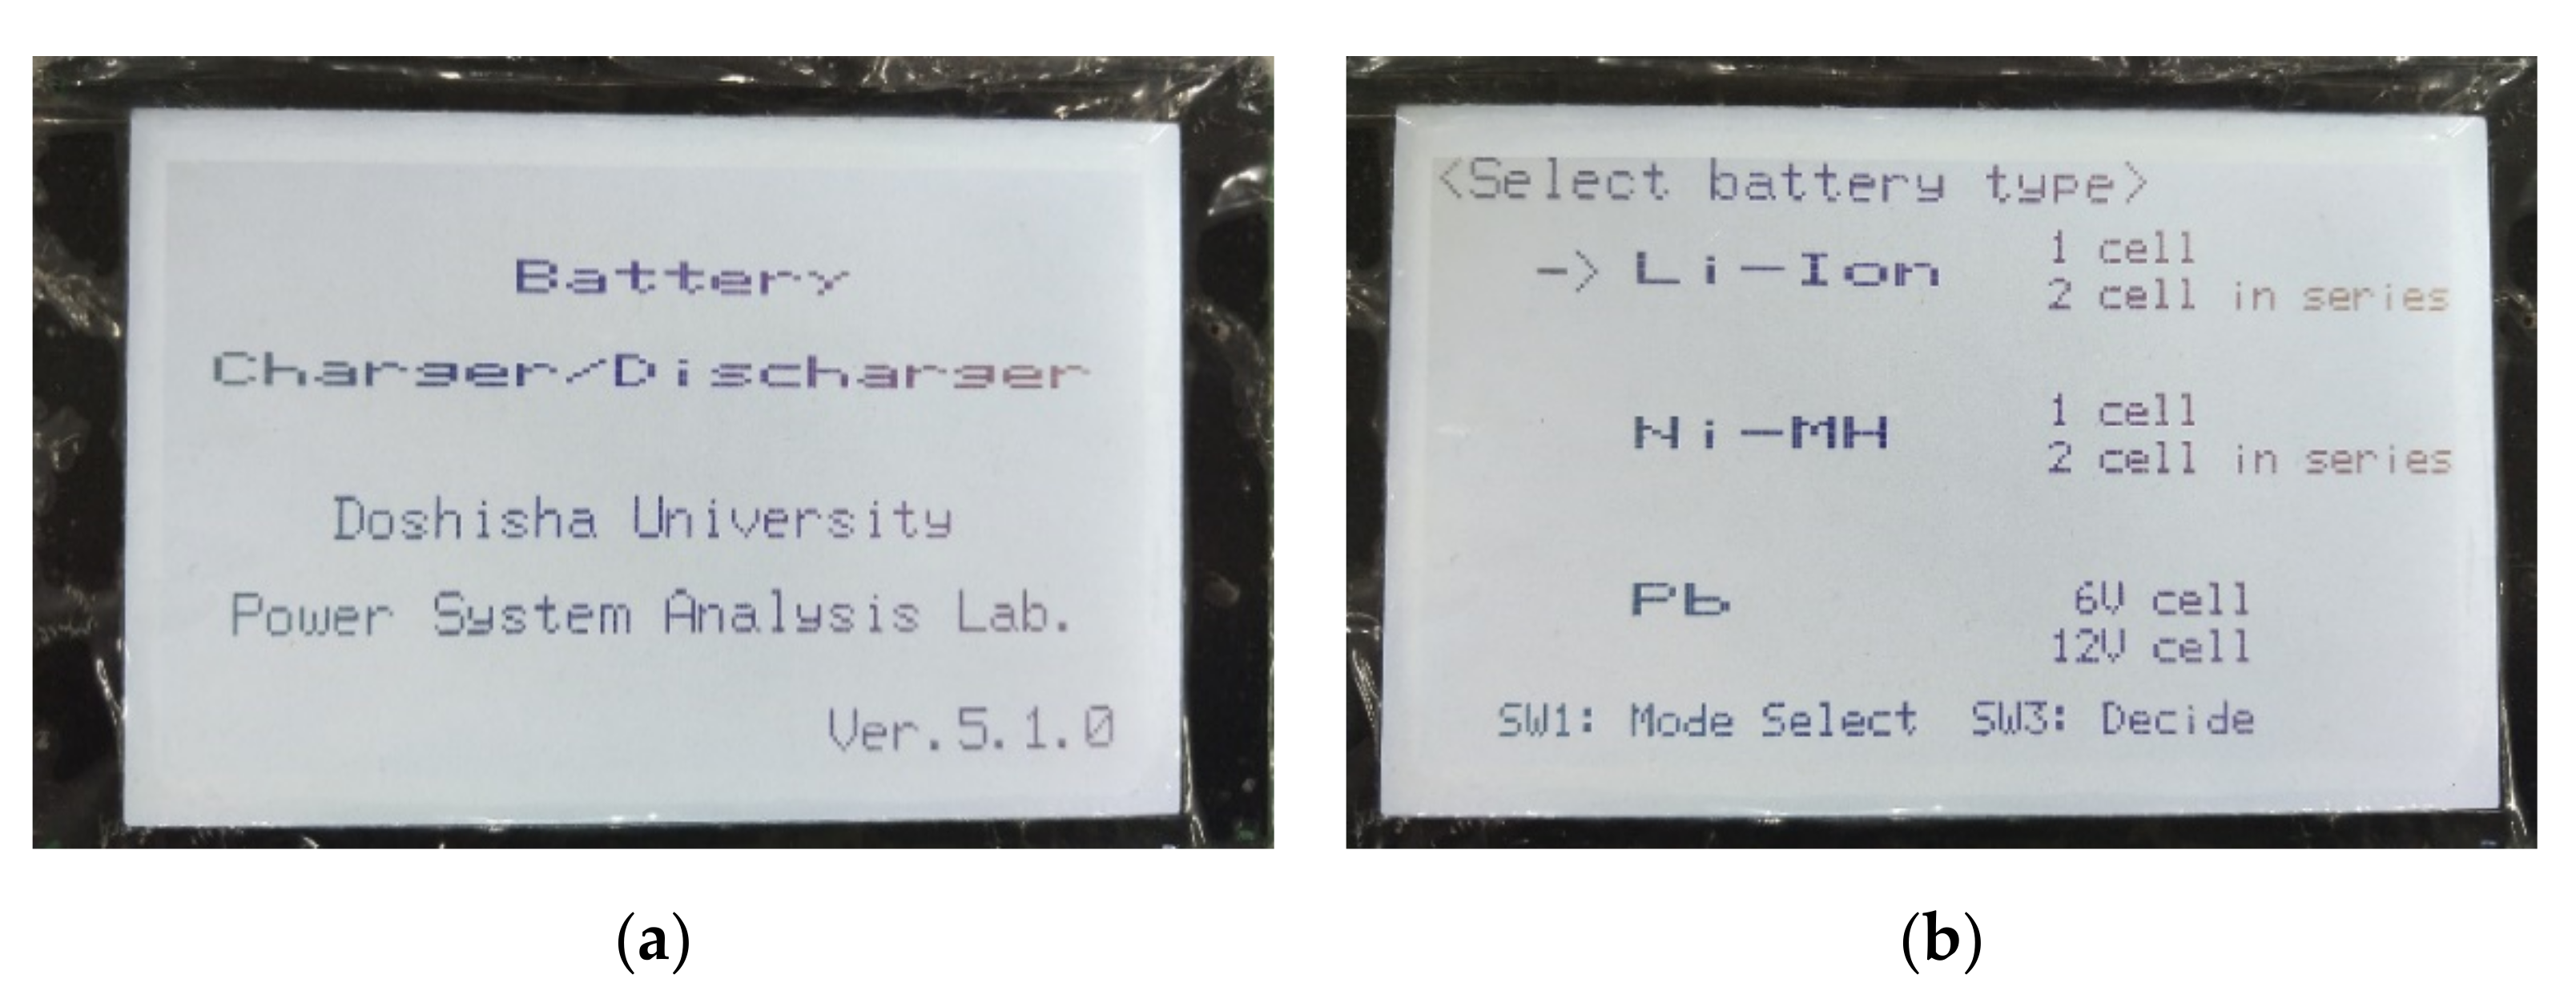 Battery
Charger/Discharger
Doshisha University
Power System Analysis Lab.
Ver.5.1.0
(a)
<Select battery type>
-> Li-Ion 1 cell
2 cell in series
Ni-MH 1 cell
2 cell in series
Pb 6V cell
12V cell
SW1: Mode Select SW3: Decide
(b)